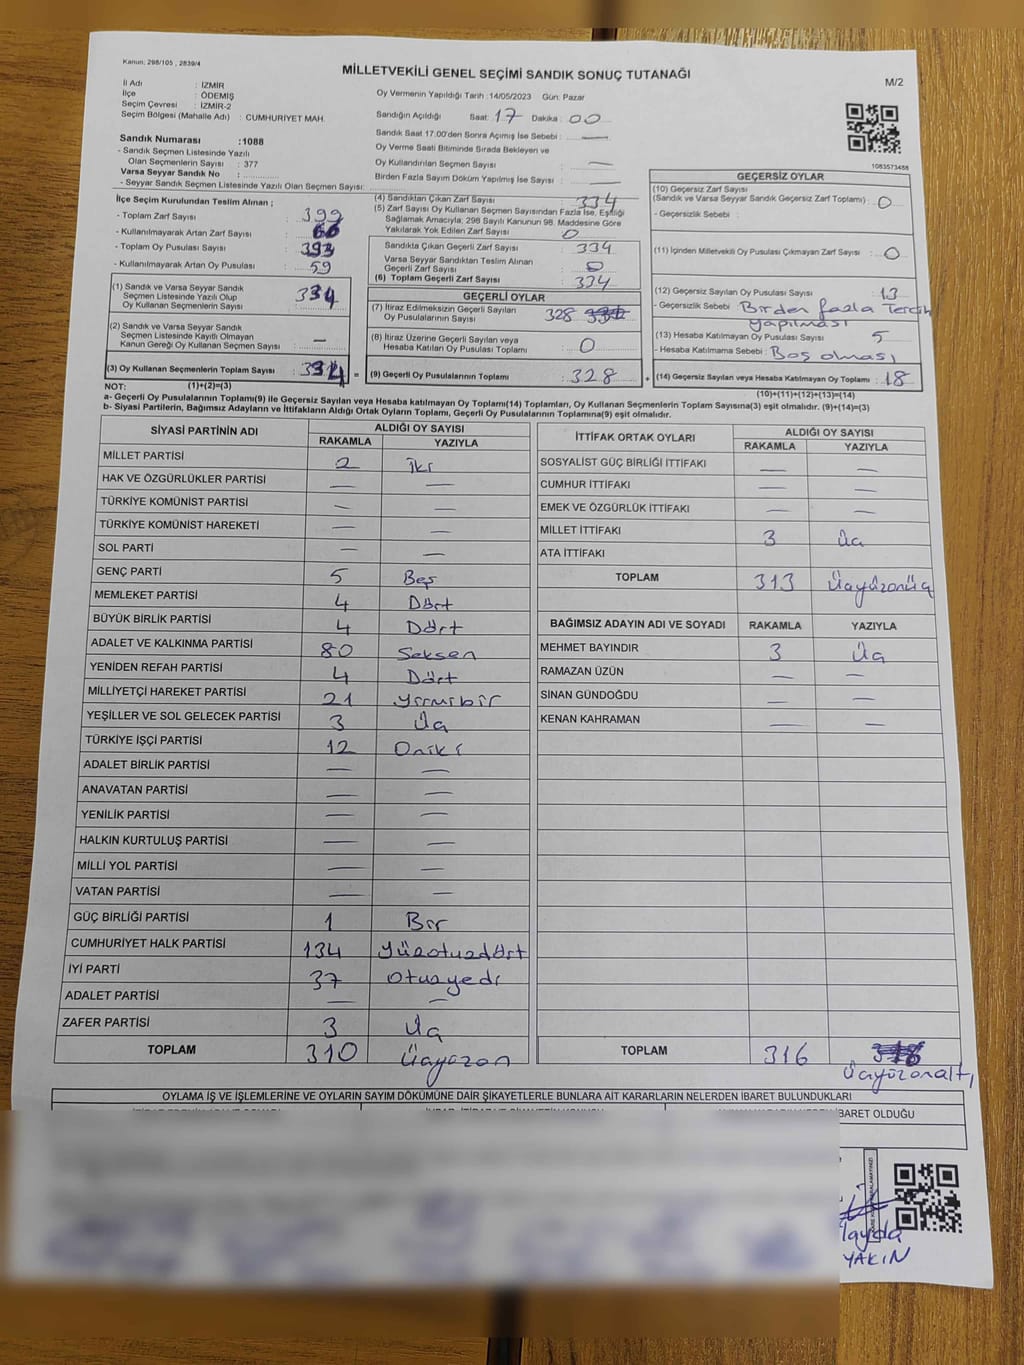 Kanun: 298/105 , 2839/4
MİLLETVEKİLİ GENEL SEÇİMİ SANDIK SONUÇ TUTANAĞI
M/2
İl Adı : İZMİR
İlçe : ÖDEMİŞ
Seçim Çevresi : İZMİR-2
Seçim Bölgesi (Mahalle Adı) : CUMHURİYET MAH.
Oy Vermenin Yapıldığı Tarih :14/05/2023 Gün: Pazar
Sandığın Açıldığı Saat: 17 Dakika : 00
Sandık Saat 17.00'den Sonra Açımış İse Sebebi : —
Oy Verme Saati Bitiminde Sırada Bekleyen ve
Oy Kullandırılan Seçmen Sayısı —
Birden Fazla Sayım Döküm Yapılmış İse Sayısı : —
1083573488
Sandık Numarası :1088
- Sandık Seçmen Listesinde Yazılı
Olan Seçmenlerin Sayısı : 377
Varsa Seyyar Sandık No :
- Seyyar Sandık Seçmen Listesinde Yazılı Olan Seçmen Sayısı:
İlçe Seçim Kurulundan Teslim Alınan ;
- Toplam Zarf Sayısı : 399
- Kullanılmayarak Artan Zarf Sayısı :
- Toplam Oy Pusulası Sayısı : 393
- Kullanılmayarak Artan Oy Pusulası : 59
(1) Sandık ve Varsa Seyyar Sandık
Seçmen Listesinde Yazılı Olup
Oy Kullanan Seçmenlerin Sayısı : 334
(2) Sandık ve Varsa Seyyar Sandık
Seçmen Listesinde Kayıtlı Olmayan
Kanun Gereği Oy Kullanan Seçmen Sayısı : —
(3) Oy Kullanan Seçmenlerin Toplam Sayısı : 334 =
(4) Sandıktan Çıkan Zarf Sayısı : 334
(5) Zarf Sayısı Oy Kullanan Seçmen Sayısından Fazla İse, Eşitliği
Sağlamak Amacıyla; 298 Sayılı Kanunun 98. Maddesine Göre
Yakılarak Yok Edilen Zarf Sayısı : 0
Sandıkta Çıkan Geçerli Zarf Sayısı : 334
Varsa Seyyar Sandıktan Teslim Alınan
Geçerli Zarf Sayısı : 0
(6) Toplam Geçerli Zarf Sayısı : 334
GEÇERLİ OYLAR
(7) İtiraz Edilmeksizin Geçerli Sayılan
Oy Pusulalarının Sayısı : 328
(8) İtiraz Üzerine Geçerli Sayılan veya
Hesaba Katılan Oy Pusulaları Toplamı : 0
(9) Geçerli Oy Pusulalarının Toplamı : 328 +
GEÇERSİZ OYLAR
(10) Geçersiz Zarf Sayısı
(Sandık ve Varsa Seyyar Sandık Geçersiz Zarf Toplamı) : 0
- Geçersizlik Sebebi :
(11) İçinden Milletvekili Oy Pusulası Çıkmayan Zarf Sayısı : 0
(12) Geçersiz Sayılan Oy Pusulası Sayısı : 13
- Geçersizlik Sebebi : Birden fazla Tercih
yapılması
(13) Hesaba Katılmayan Oy Pusulası Sayısı : 5
- Hesaba Katılmama Sebebi : Boş olması
(14) Geçersiz Sayılan veya Hesaba Katılmayan Oy Toplamı : 18
NOT: (1)+(2)=(3)
(10)+(11)+(12)+(13)=(14)
a- Geçerli Oy Pusulalarının Toplamı(9) ile Geçersiz Sayılan veya Hesaba katılmayan Oy Toplamı(14) Toplamları, Oy Kullanan Seçmenlerin Toplam Sayısına(3) eşit olmalıdır. (9)+(14)=(3)
b- Siyasi Partilerin, Bağımsız Adayların ve İttifakların Aldığı Ortak Oyların Toplamı, Geçerli Oy Pusulalarının Toplamına(9) eşit olmalıdır.
SİYASİ PARTİNİN ADI ALDIĞI OY SAYISI
RAKAMLA YAZIYLA
MİLLET PARTİSİ 2 İki
HAK VE ÖZGÜRLÜKLER PARTİSİ — —
TÜRKİYE KOMÜNİST PARTİSİ — —
TÜRKİYE KOMÜNİST HAREKETİ — —
SOL PARTİ — —
GENÇ PARTİ 5 Beş
MEMLEKET PARTİSİ 4 Dört
BÜYÜK BİRLİK PARTİSİ 4 Dört
ADALET VE KALKINMA PARTİSİ 80 Seksen
YENİDEN REFAH PARTİSİ 4 Dört
MİLLİYETÇİ HAREKET PARTİSİ 21 yirmibir
YEŞİLLER VE SOL GELECEK PARTİSİ 3 Üç
TÜRKİYE İŞÇİ PARTİSİ 12 Oniki
ADALET BİRLİK PARTİSİ — —
ANAVATAN PARTİSİ — —
YENİLİK PARTİSİ — —
HALKIN KURTULUŞ PARTİSİ — —
MİLLİ YOL PARTİSİ — —
VATAN PARTİSİ — —
GÜÇ BİRLİĞİ PARTİSİ 1 Bir
CUMHURİYET HALK PARTİSİ 134 yüzotuzdört
İYİ PARTİ 37 otuzyedi
ADALET PARTİSİ — —
ZAFER PARTİSİ 3 Üç
TOPLAM 310 Üçyüzon
İTTİFAK ORTAK OYLARI ALDIĞI OY SAYISI
RAKAMLA YAZIYLA
SOSYALİST GÜÇ BİRLİĞİ İTTİFAKI — —
CUMHUR İTTİFAKI — —
EMEK VE ÖZGÜRLÜK İTTİFAKI — —
MİLLET İTTİFAKI 3 Üç
ATA İTTİFAKI
TOPLAM 313 Üçyüzonüç
BAĞIMSIZ ADAYIN ADI VE SOYADI RAKAMLA YAZIYLA
MEHMET BAYINDIR 3 Üç
RAMAZAN ÜZÜN — —
SİNAN GÜNDOĞDU — —
KENAN KAHRAMAN — —
TOPLAM 316 318
Üçyüzonaltı
OYLAMA İŞ VE İŞLEMLERİNE VE OYLARIN SAYIM DÖKÜMÜNE DAİR ŞİKAYETLERLE BUNLARA AİT KARARLARIN NELERDEN İBARET BULUNDUKLARI
İBARET OLDUĞU
İlayda
YAKIN